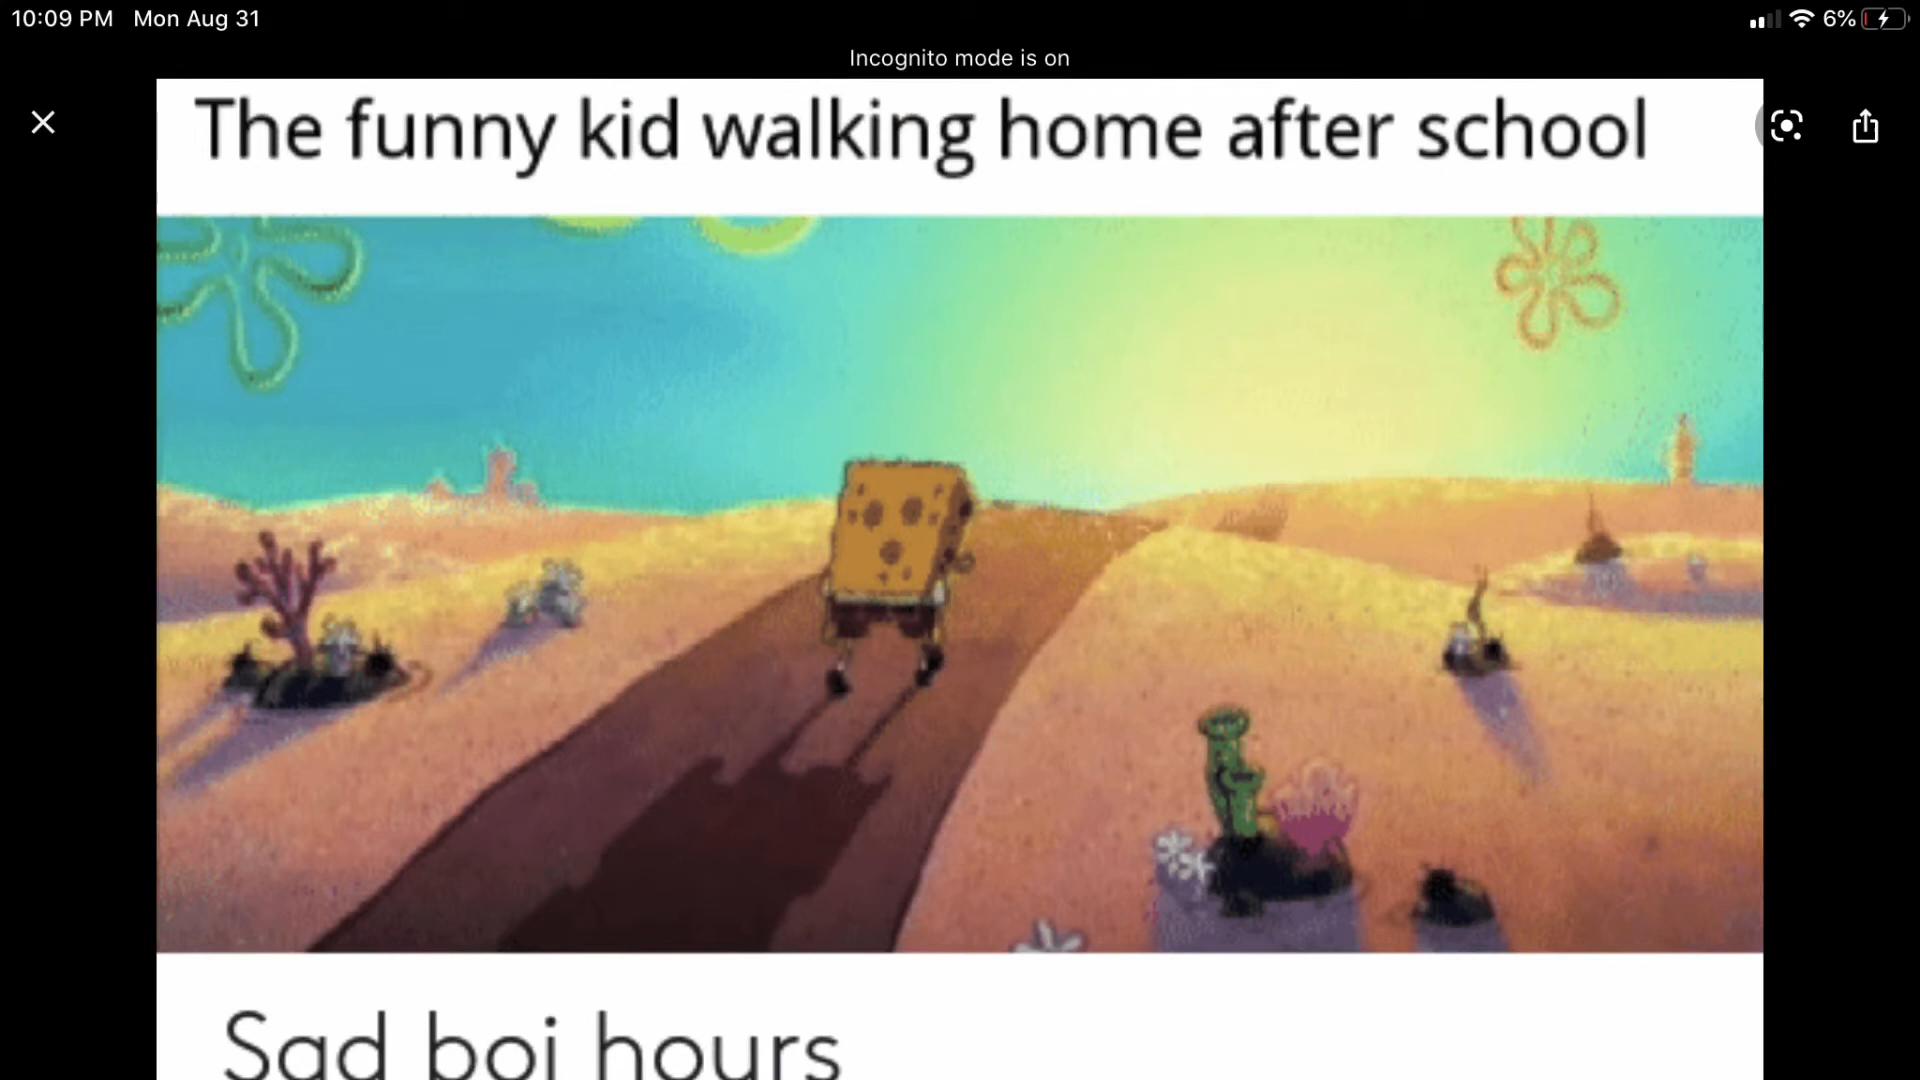 10:09 PM Mon Aug 31
6%
Incognito mode is on
The funny kid walking home after school
Sad boi hours